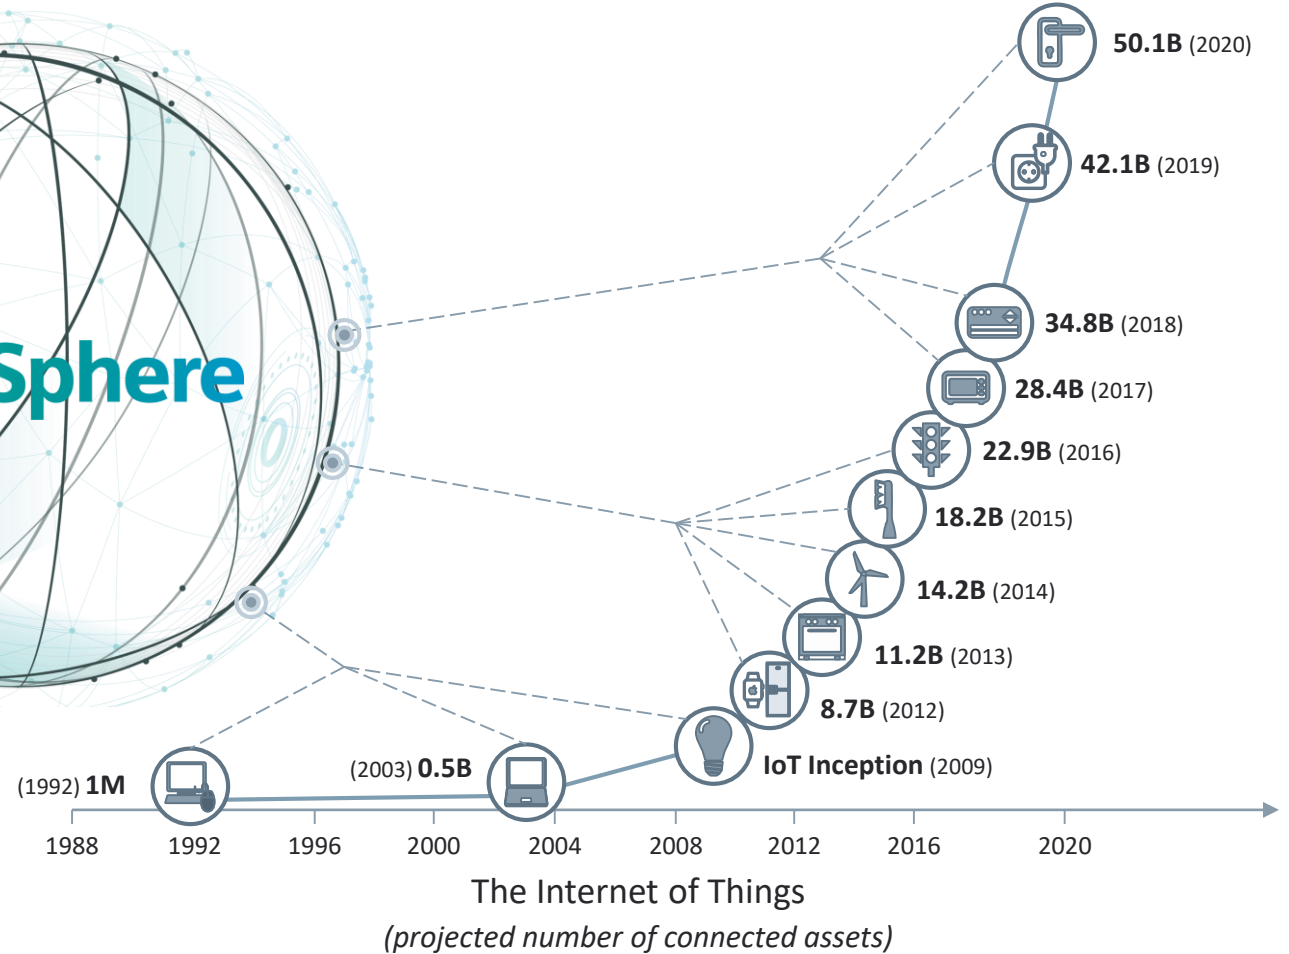 50.1B (2020)
42.1B (2019)
34.8B (2018)
28.4B (2017)
22.9B (2016)
18.2B (2015)
14.2B (2014)
11.2B (2013)
8.7B (2012)
IoT Inception (2009)
(2003) 0.5B
(1992) 1M
Sphere
1988 1992 1996 2000 2004 2008 2012 2016 2020
The Internet of Things
(projected number of connected assets)